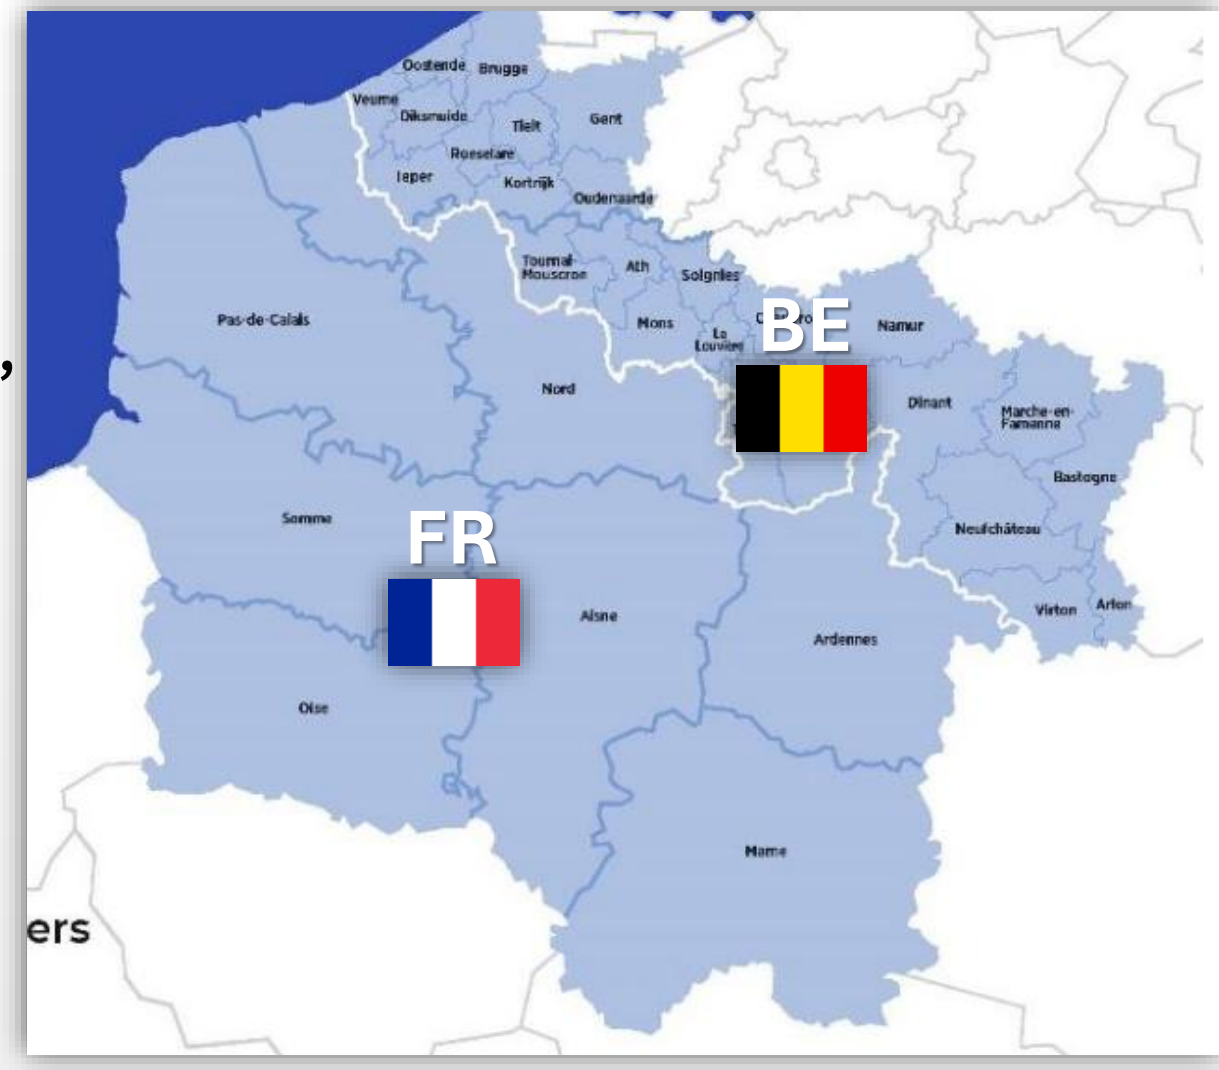 Oostende
Brugge
Veurne
Diksmuide
Tielt
Gent
Roeselare
Ieper
Kortrijk
Oudenaarde
Tournai-
Mouscron
Ath
Soignies
Pas-de-Calais
Mons
La
Louvière
BE
Namur
,
Nord
Dinant
Marche-en-
Famenne
Bastogne
Somme
FR
Neufchâteau
Aisne
Virton
Arlon
Ardennes
Oise
Marne
ers